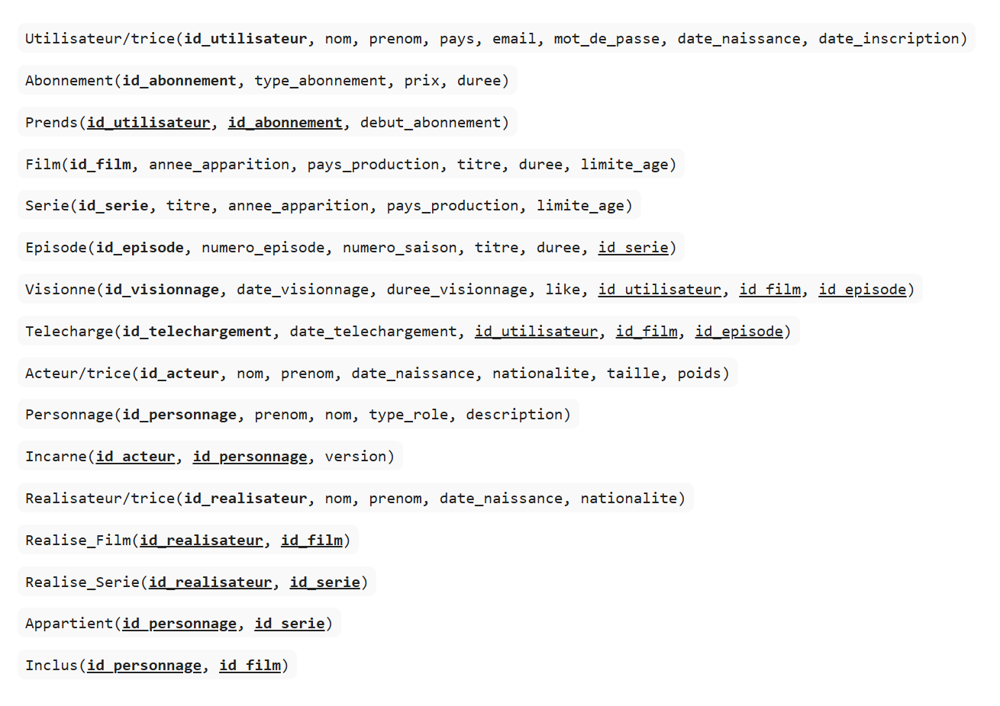 Utilisateur/trice(id_utilisateur, nom, prenom, pays, email, mot_de_passe, date_naissance, date_inscription)
Abonnement(id_abonnement, type_abonnement, prix, duree)
Prends(id_utilisateur, id_abonnement, debut_abonnement)
Film(id_film, annee_apparition, pays_production, titre, duree, limite_age)
Serie(id_serie, titre, annee_apparition, pays_production, limite_age)
Episode(id_episode, numero_episode, numero_saison, titre, duree, id_serie)
Visionne(id_visionnage, date_visionnage, duree_visionnage, like, id_utilisateur, id_film, id_episode)
Telecharge(id_telechargement, date_telechargement, id_utilisateur, id_film, id_episode)
Acteur/trice(id_acteur, nom, prenom, date_naissance, nationalite, taille, poids)
Personnage(id_personnage, prenom, nom, type_role, description)
Incarne(id_acteur, id_personnage, version)
Realisateur/trice(id_realisateur, nom, prenom, date_naissance, nationalite)
Realise_Film(id_realisateur, id_film)
Realise_Serie(id_realisateur, id_serie)
Appartient(id_personnage, id_serie)
Inclus(id_personnage, id_film)